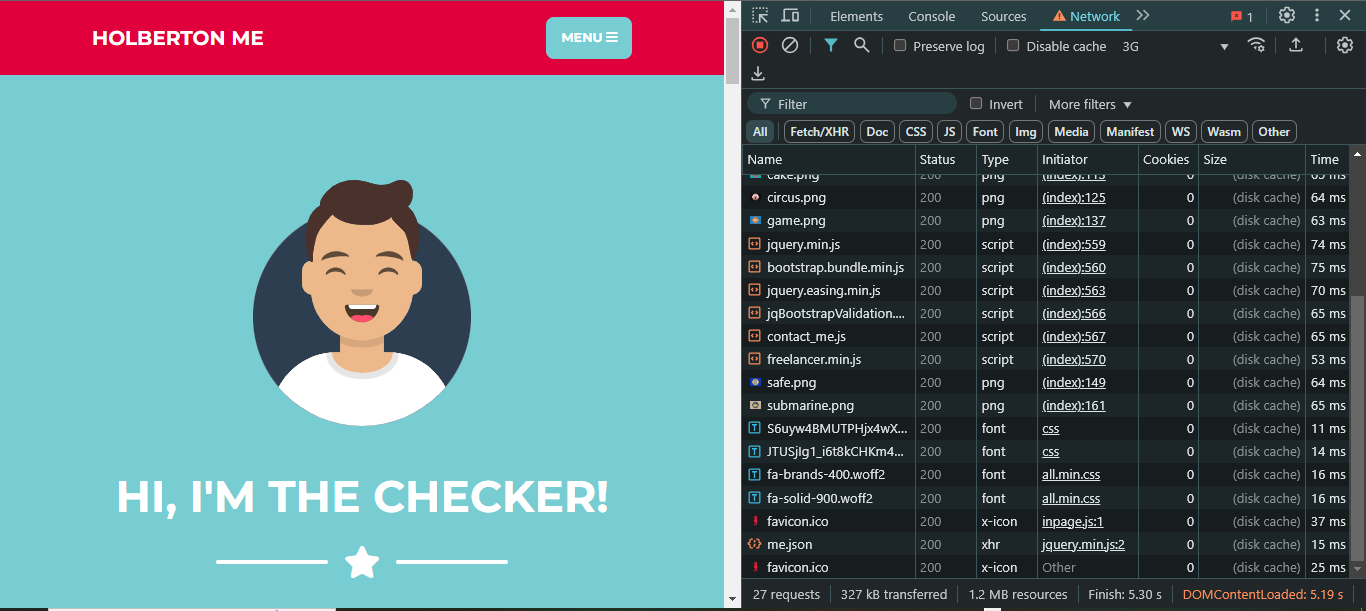 HOLBERTON ME
MENU
HI, I'M THE CHECKER!
Elements Console Sources Network 1
Preserve log Disable cache 3G
Filter Invert More filters
All Fetch/XHR Doc CSS JS Font Img Media Manifest WS Wasm Other
Name Status Type Initiator Cookies Size Time
cake.png 200 png (index):113 0 (disk cache) 65 ms
circus.png 200 png (index):125 0 (disk cache) 64 ms
game.png 200 png (index):137 0 (disk cache) 63 ms
jquery.min.js 200 script (index):559 0 (disk cache) 74 ms
bootstrap.bundle.min.js 200 script (index):560 0 (disk cache) 75 ms
jquery.easing.min.js 200 script (index):563 0 (disk cache) 70 ms
jqBootstrapValidation.... 200 script (index):566 0 (disk cache) 65 ms
contact_me.js 200 script (index):567 0 (disk cache) 65 ms
freelancer.min.js 200 script (index):570 0 (disk cache) 53 ms
safe.png 200 png (index):149 0 (disk cache) 64 ms
submarine.png 200 png (index):161 0 (disk cache) 65 ms
S6uyw4BMUTPHjx4wX... 200 font css 0 (disk cache) 11 ms
JTUSjIg1_i6t8kCHKm4... 200 font css 0 (disk cache) 14 ms
fa-brands-400.woff2 200 font all.min.css 0 (disk cache) 16 ms
fa-solid-900.woff2 200 font all.min.css 0 (disk cache) 16 ms
favicon.ico 200 x-icon inpage.js:1 0 (disk cache) 37 ms
me.json 200 xhr jquery.min.js:2 0 (disk cache) 15 ms
favicon.ico 200 x-icon Other 0 (disk cache) 25 ms
27 requests 327 kB transferred 1.2 MB resources Finish: 5.30 s DOMContentLoaded: 5.19 s